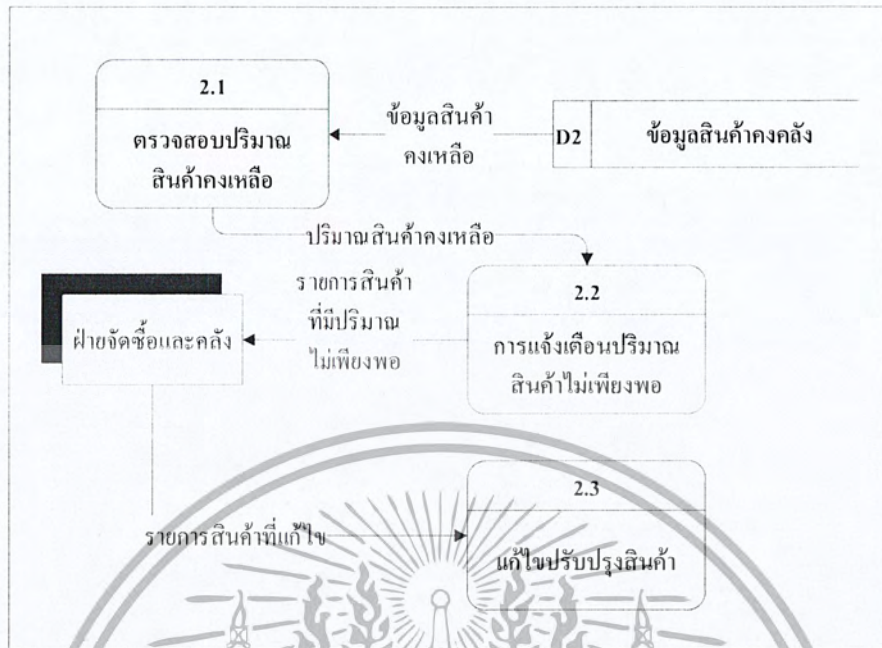 2.1
ตรวจสอบปริมาณ
สินค้าคงเหลือ
ข้อมูลสินค้า
คงเหลือ
D2
ข้อมูลสินค้าคงคลัง
ปริมาณสินค้าคงเหลือ
ฝ่ายจัดซื้อและคลัง
รายการสินค้า
ที่มีปริมาณ
ไม่เพียงพอ
2.2
การแจ้งเตือนปริมาณ
สินค้าไม่เพียงพอ
รายการสินค้าที่แก้ไข
2.3
แก้ไขปรับปรุงสินค้า